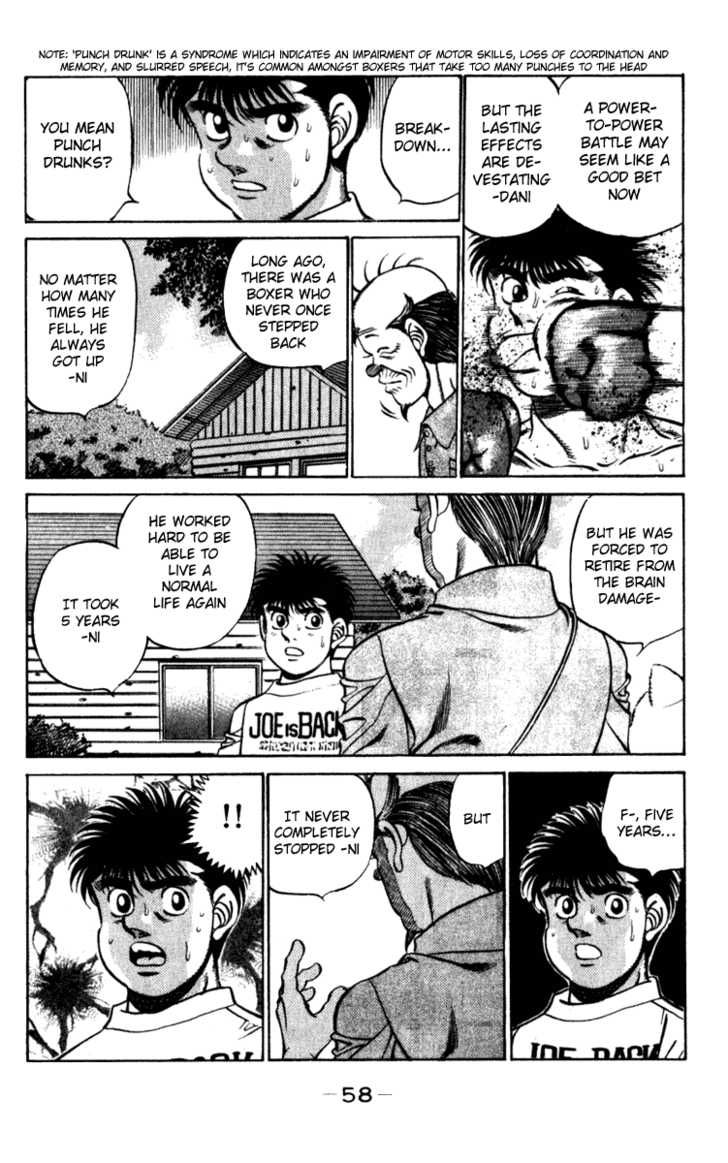 NOTE: 'PUNCH DRUNK' IS A SYNDROME WHICH INDICATES AN IMPAIRMENT OF MOTOR SKILLS, LOSS OF COORDINATION AND
MEMORY, AND SLURRED SPEECH, IT'S COMMON AMONGST BOXERS THAT TAKE TOO MANY PUNCHES TO THE HEAD
A POWER-
TO-POWER
BATTLE MAY
SEEM LIKE A
GOOD BET
NOW
BUT THE
LASTING
EFFECTS
ARE DE-
VESTATING
-DANI
BREAK-
DOWN...
YOU MEAN
PUNCH
DRUNKS?
LONG AGO,
THERE WAS A
BOXER WHO
NEVER ONCE
STEPPED
BACK
NO MATTER
HOW MANY
TIMES HE
FELL, HE
ALWAYS
GOT UP
-NI
BUT HE WAS
FORCED TO
RETIRE FROM
THE BRAIN
DAMAGE-
HE WORKED
HARD TO BE
ABLE TO
LIVE A
NORMAL
LIFE AGAIN
IT TOOK
5 YEARS
-NI
JOE IS BACK
F-, FIVE
YEARS...
JOE BACK
BUT
IT NEVER
COMPLETELY
STOPPED -NI
!!
BACK
- 58 -